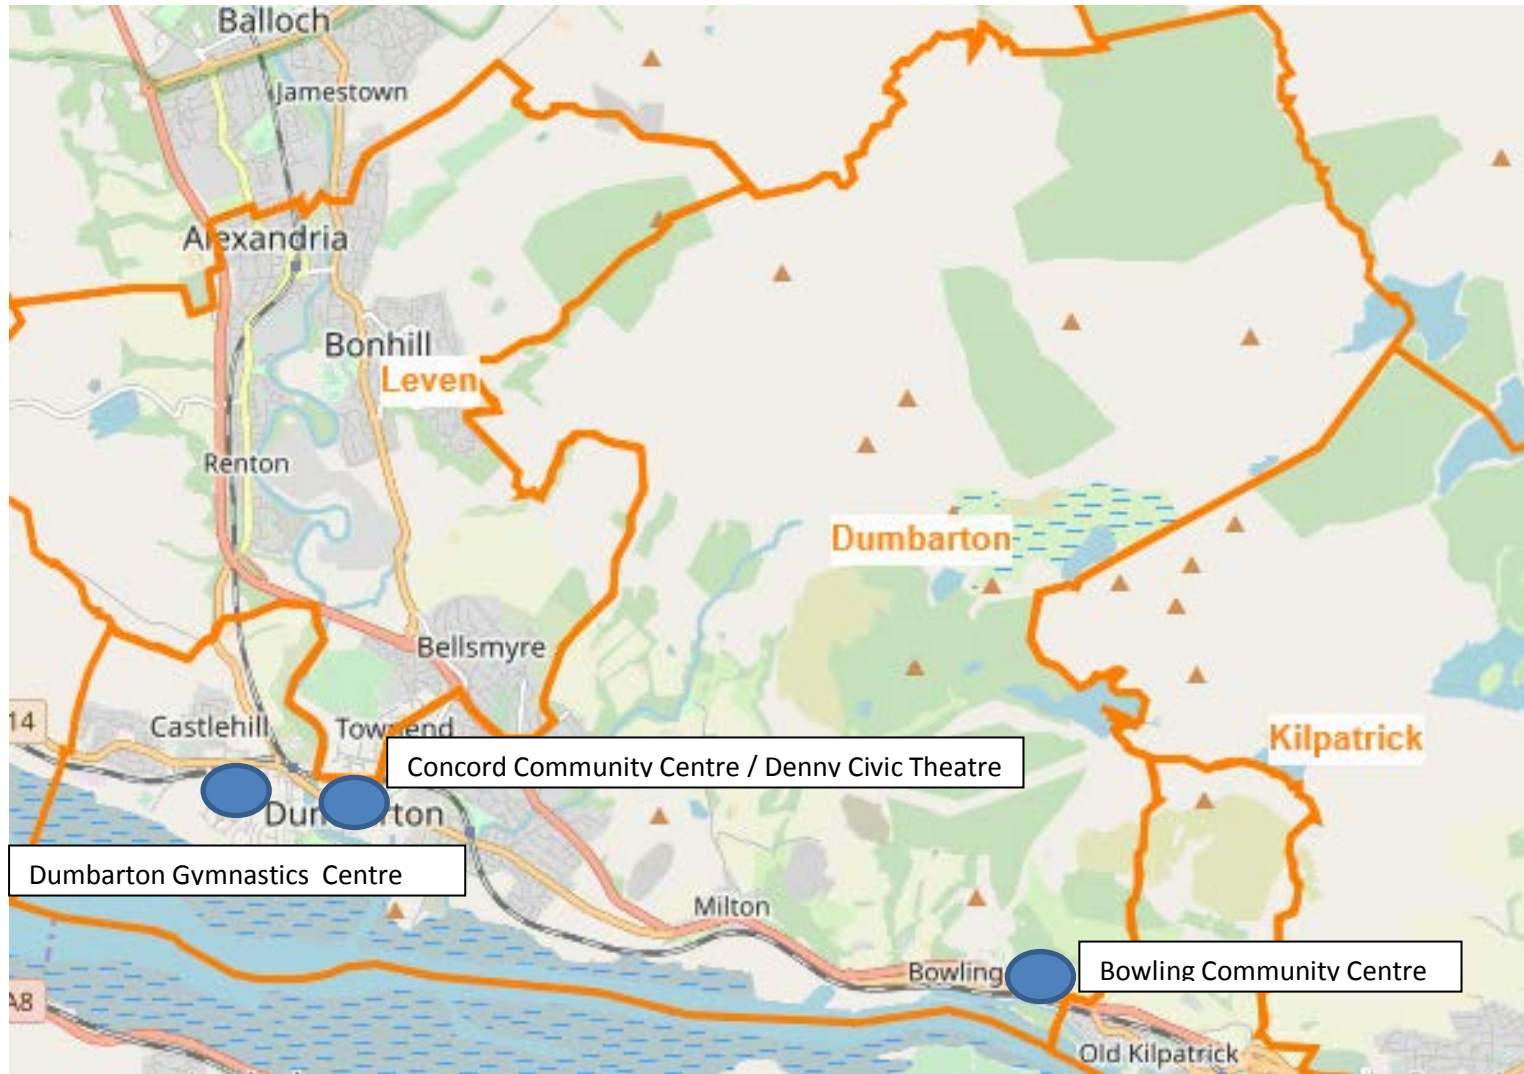 Balloch
Jamestown
Alexandria
Bonhill
Leven
Renton
Dumbarton
Bellsmyre
Castlehill
Townend
14
Kilpatrick
Concord Community Centre / Denny Civic Theatre
Dumbarton
Dumbarton Gymnastics Centre
Milton
Bowling
Bowling Community Centre
A8
Old Kilpatrick